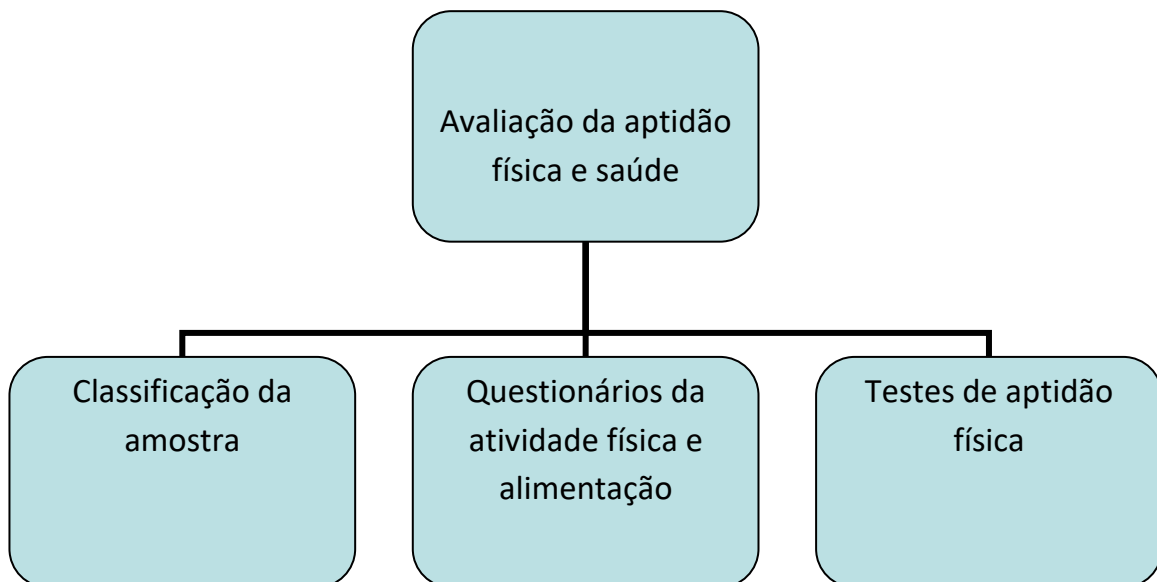 Avaliação da aptidão
física e saúde
Classificação da
amostra
Questionários da
atividade física e
alimentação
Testes de aptidão
física